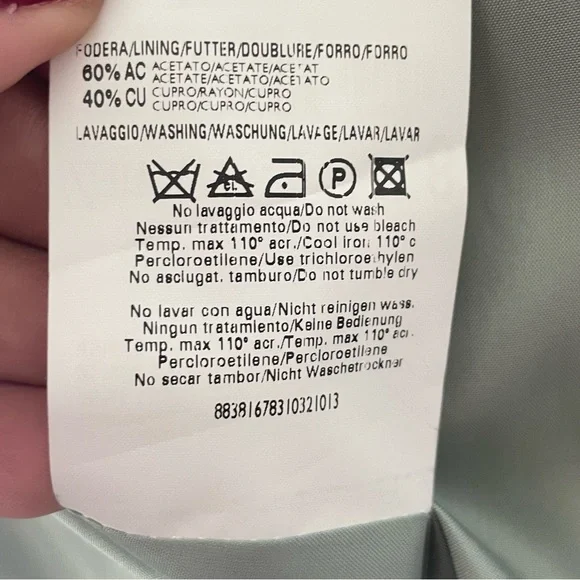 FODERA/LINING/FUTTER/DOUBLURE/FORRO/FORRO
60% AC ACETATO/ACETATE/ACETAT
ACETATE/ACETATO/ACETATO
40% CU CUPRO/RAYON/CUPRO
CUPRO/CUPRO/CUPRO
LAVAGGIO/WASHING/WASCHUNG/LAVAGE/LAVAR/LAVAR
CL. P
No lavaggio acqua/Do not wash
Nessun trattamento/Do not use bleach
Temp. max 110° acr./Cool iron 110° c
Percloroetilene/Use trichloroethylen
No asciugat. tamburo/Do not tumble dry
No lavar con agua/Nicht reinigen wass.
Ningun tratamiento/Keine Bedienung
Temp. max 110° acr./Temp. max 110° acr.
Percloroetilene/Percloroetilene
No secar tambor/Nicht Waschetrockner
88381678310321013